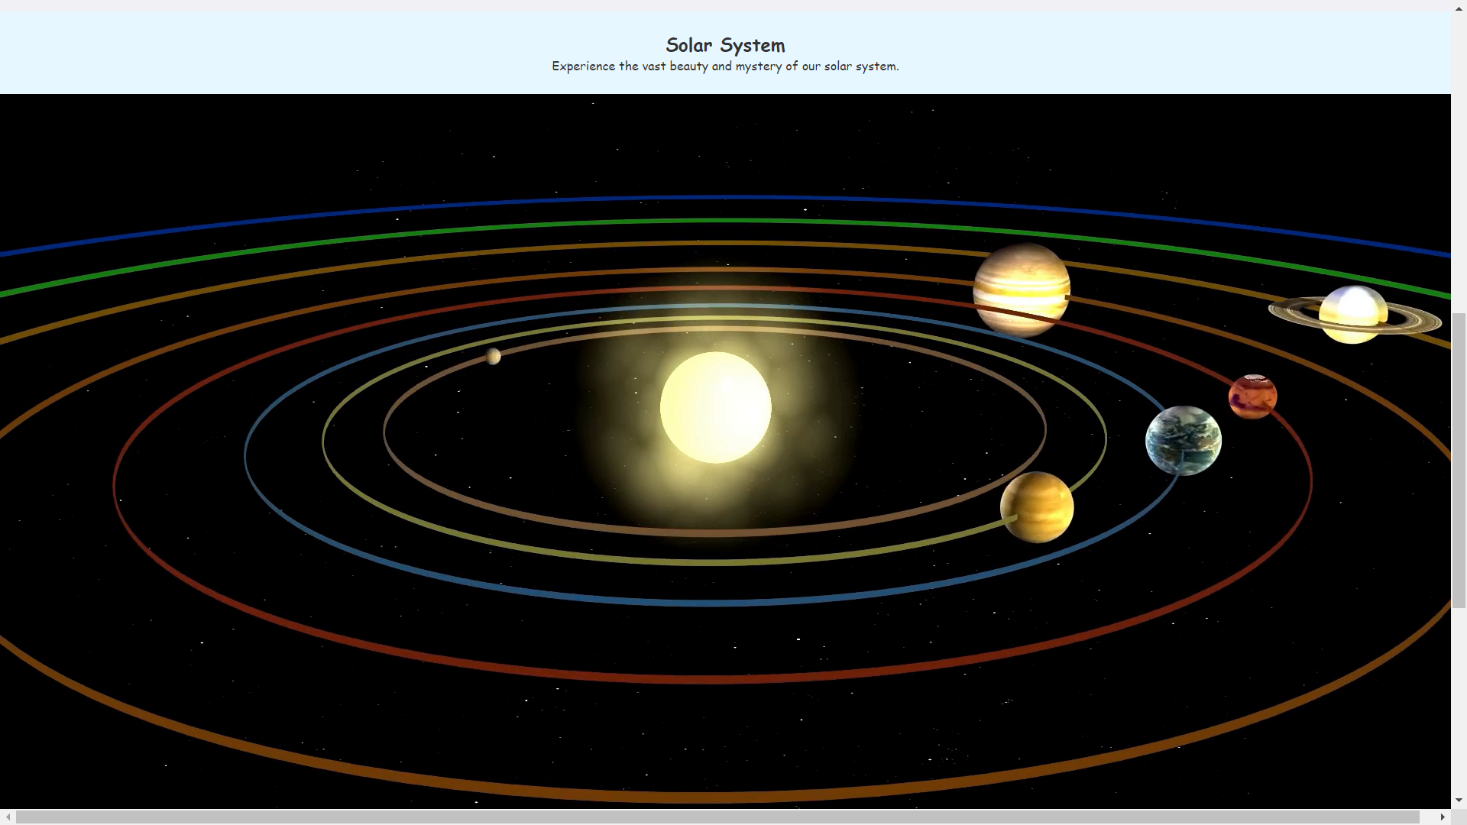 Solar System
Experience the vast beauty and mystery of our solar system.